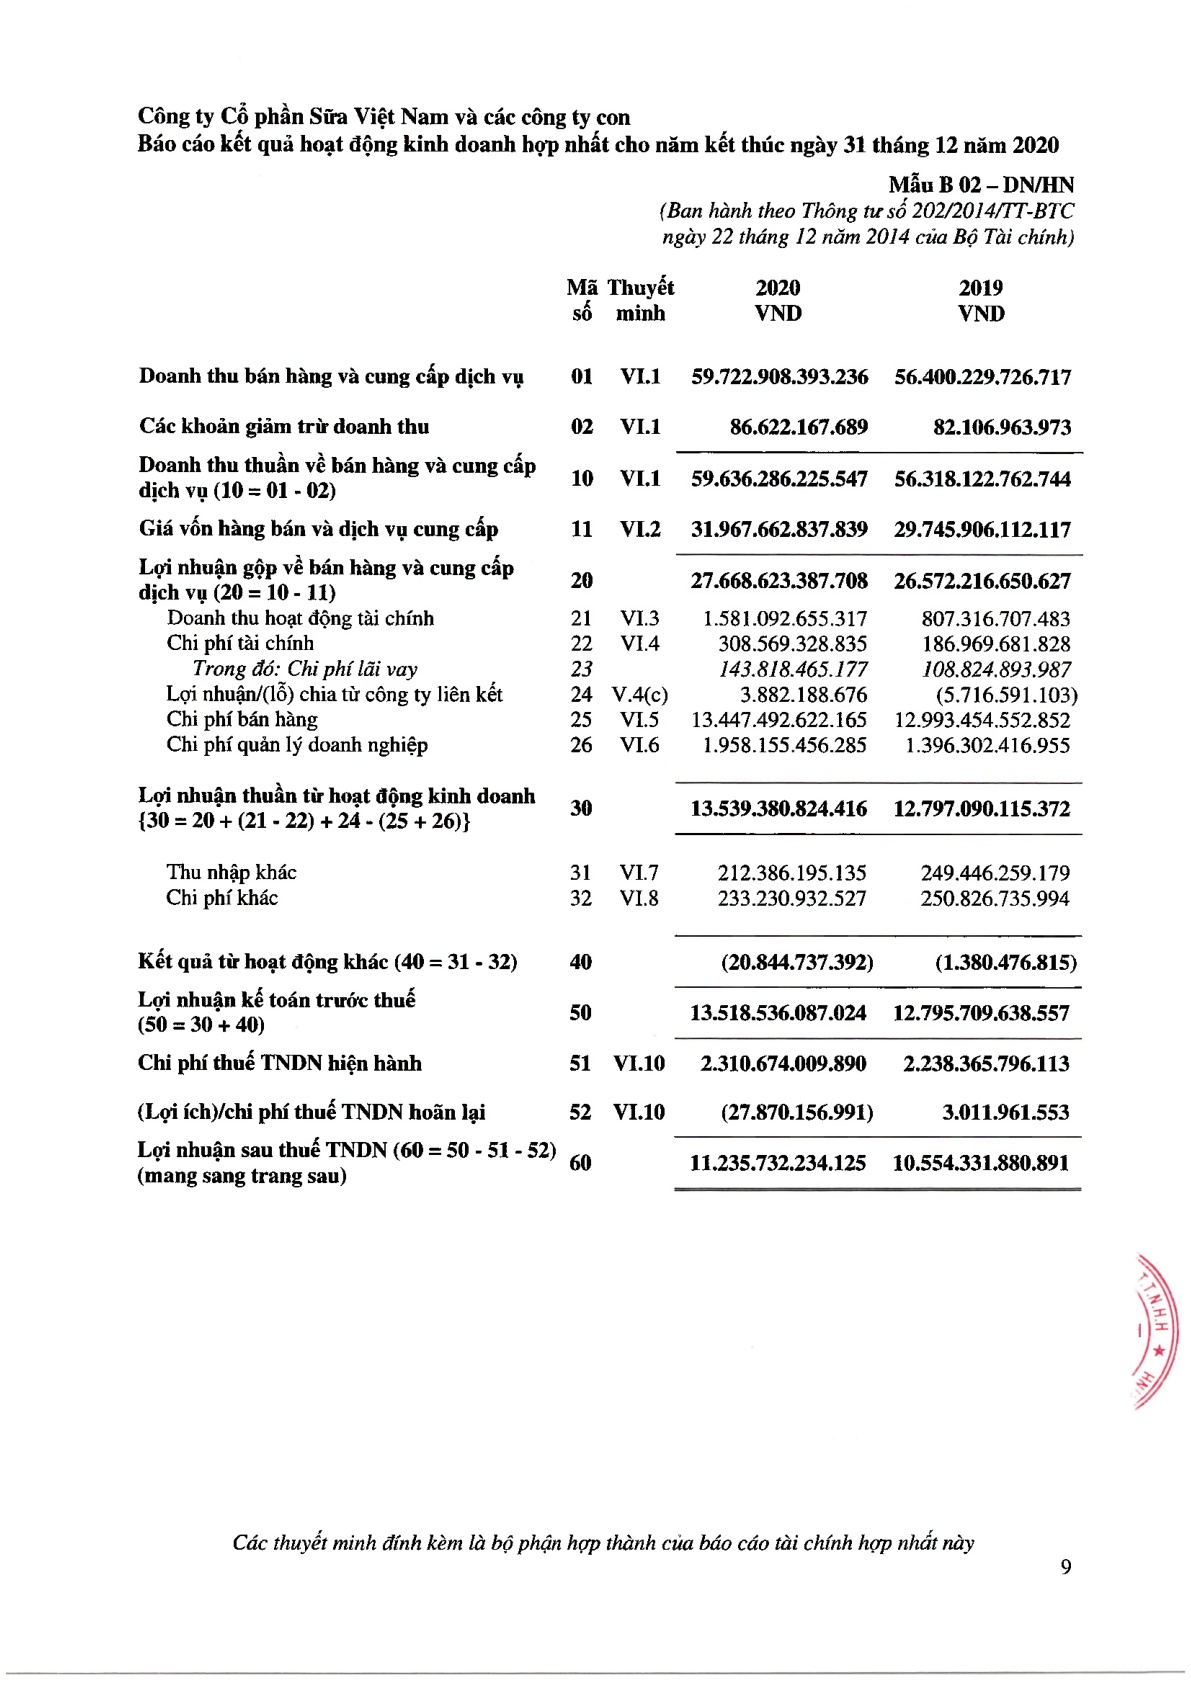 Công ty Cổ phần Sữa Việt Nam và các công ty con
Báo cáo kết quả hoạt động kinh doanh hợp nhất cho năm kết thúc ngày 31 tháng 12 năm 2020
Mẫu B 02 – DN/HN
(Ban hành theo Thông tư số 202/2014/TT-BTC
ngày 22 tháng 12 năm 2014 của Bộ Tài chính)
Mã Thuyết 2020 2019
số minh VND VND
Doanh thu bán hàng và cung cấp dịch vụ 01 VI.1 59.722.908.393.236 56.400.229.726.717
Các khoản giảm trừ doanh thu 02 VI.1 86.622.167.689 82.106.963.973
Doanh thu thuần về bán hàng và cung cấp
dịch vụ (10 = 01 - 02) 10 VI.1 59.636.286.225.547 56.318.122.762.744
Giá vốn hàng bán và dịch vụ cung cấp 11 VI.2 31.967.662.837.839 29.745.906.112.117
Lợi nhuận gộp về bán hàng và cung cấp
dịch vụ (20 = 10 - 11) 20 27.668.623.387.708 26.572.216.650.627
Doanh thu hoạt động tài chính 21 VI.3 1.581.092.655.317 807.316.707.483
Chi phí tài chính 22 VI.4 308.569.328.835 186.969.681.828
Trong đó: Chi phí lãi vay 23 143.818.465.177 108.824.893.987
Lợi nhuận/(lỗ) chia từ công ty liên kết 24 V.4(c) 3.882.188.676 (5.716.591.103)
Chi phí bán hàng 25 VI.5 13.447.492.622.165 12.993.454.552.852
Chi phí quản lý doanh nghiệp 26 VI.6 1.958.155.456.285 1.396.302.416.955
Lợi nhuận thuần từ hoạt động kinh doanh
{30 = 20 + (21 - 22) + 24 - (25 + 26)} 30 13.539.380.824.416 12.797.090.115.372
Thu nhập khác 31 VI.7 212.386.195.135 249.446.259.179
Chi phí khác 32 VI.8 233.230.932.527 250.826.735.994
Kết quả từ hoạt động khác (40 = 31 - 32) 40 (20.844.737.392) (1.380.476.815)
Lợi nhuận kế toán trước thuế
(50 = 30 + 40) 50 13.518.536.087.024 12.795.709.638.557
Chi phí thuế TNDN hiện hành 51 VI.10 2.310.674.009.890 2.238.365.796.113
(Lợi ích)/chi phí thuế TNDN hoãn lại 52 VI.10 (27.870.156.991) 3.011.961.553
Lợi nhuận sau thuế TNDN (60 = 50 - 51 - 52)
(mang sang trang sau) 60 11.235.732.234.125 10.554.331.880.891
T.T.N.H.H
Các thuyết minh đính kèm là bộ phận hợp thành của báo cáo tài chính hợp nhất này
9